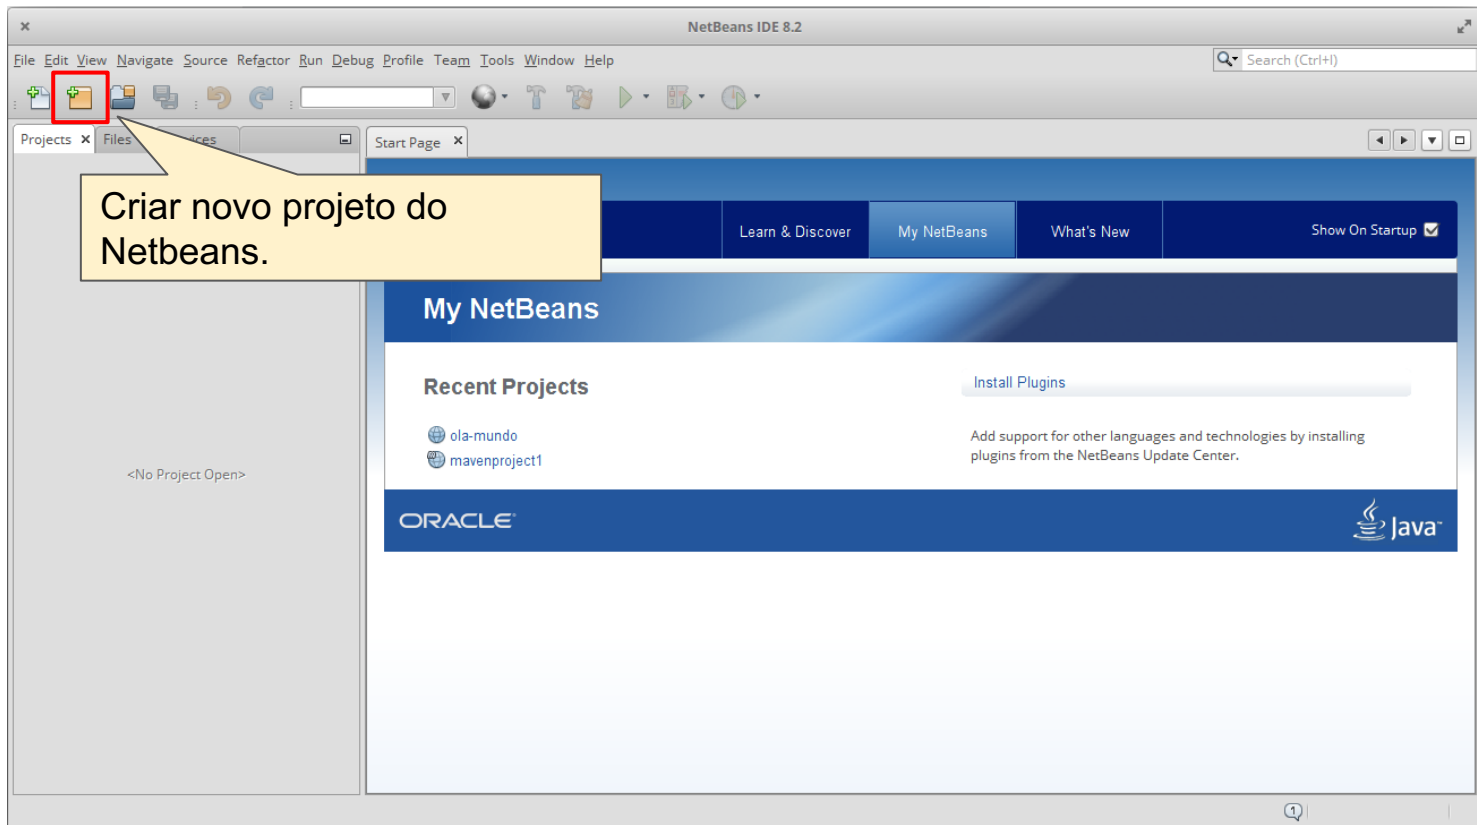 NetBeans IDE 8.2
File Edit View Navigate Source Refactor Run Debug Profile Team Tools Window Help
Search (Ctrl+I)
Projects Files
Start Page
Criar novo projeto do
Netbeans.
Learn & Discover
My NetBeans
What's New
Show On Startup
My NetBeans
Recent Projects
ola-mundo
mavenproject1
Install Plugins
Add support for other languages and technologies by installing
plugins from the NetBeans Update Center.
<No Project Open>
ORACLE
Java
1